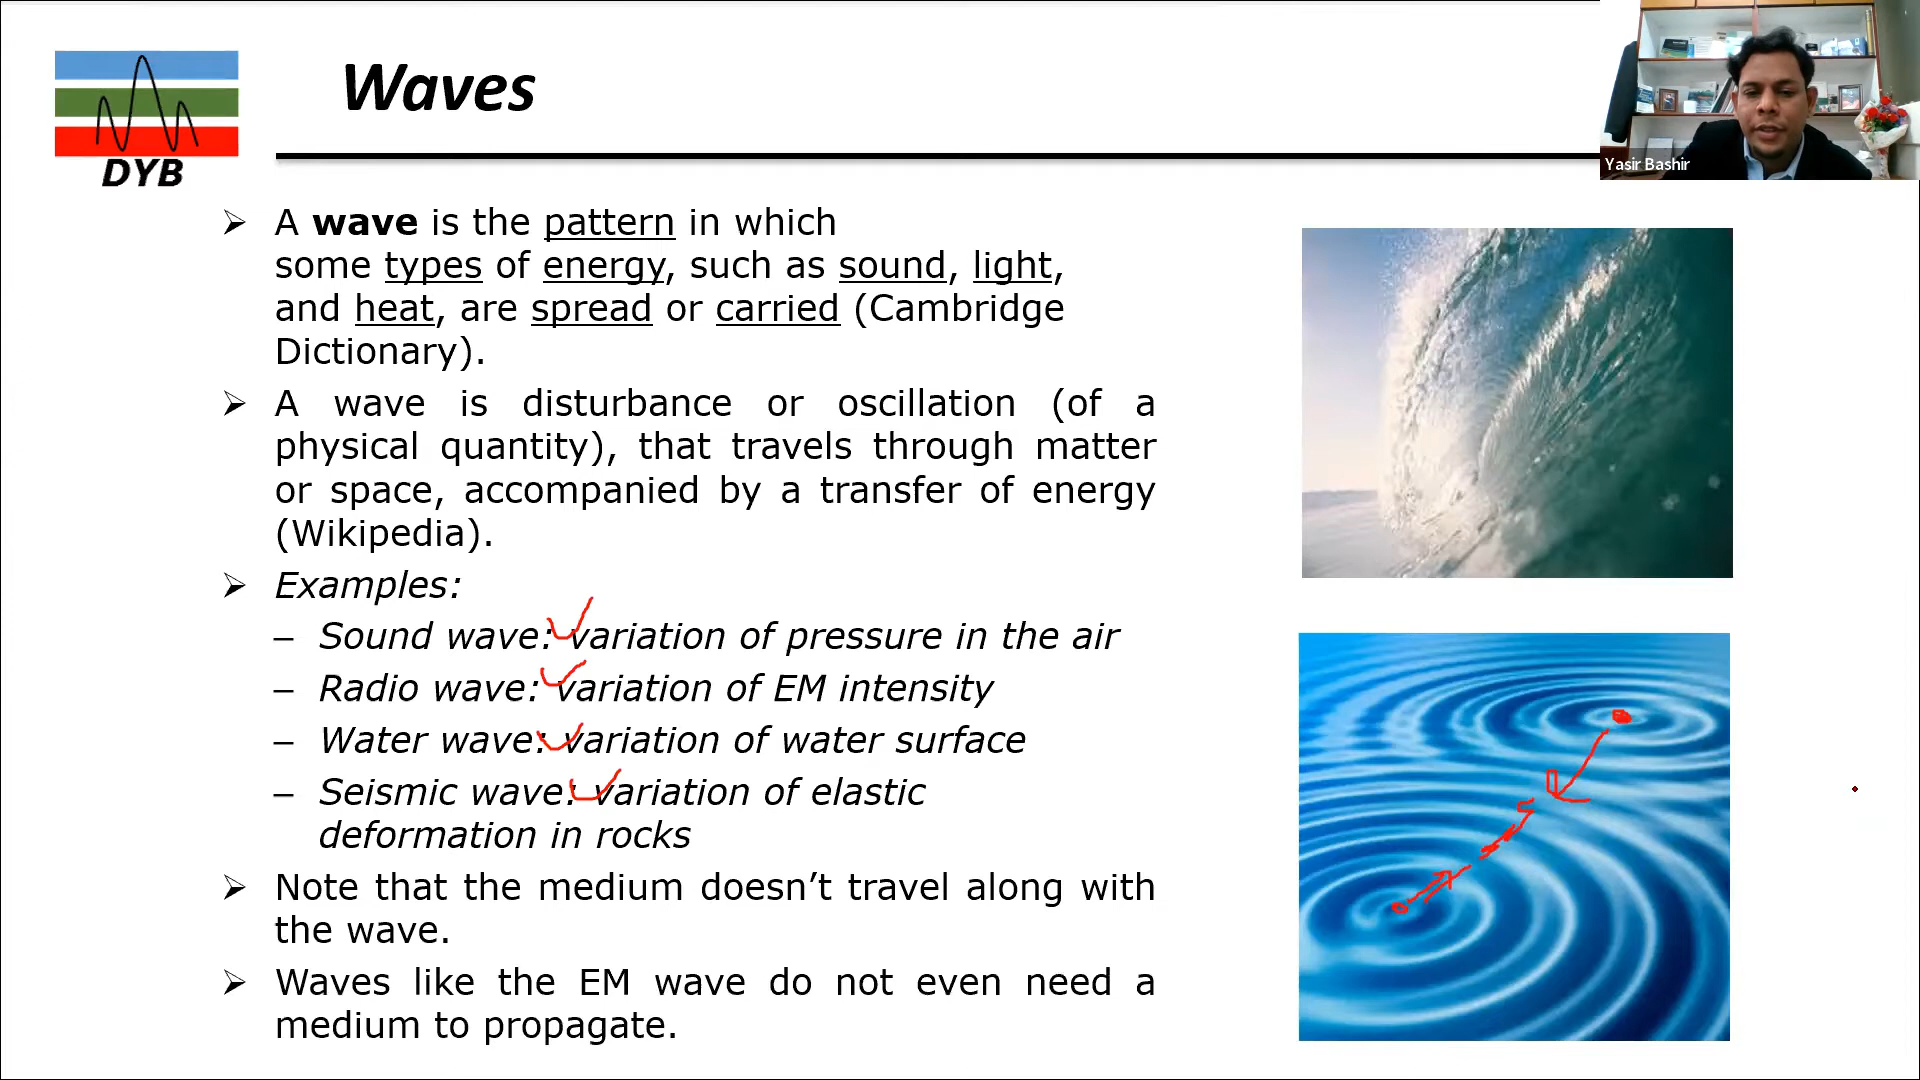 Waves
DYB
Yasir Bashir
➢ A wave is the pattern in which
some types of energy, such as sound, light,
and heat, are spread or carried (Cambridge
Dictionary).
➢ A wave is disturbance or oscillation (of a
physical quantity), that travels through matter
or space, accompanied by a transfer of energy
(Wikipedia).
➢ Examples:
– Sound wave: variation of pressure in the air
– Radio wave: variation of EM intensity
– Water wave: variation of water surface
– Seismic wave: variation of elastic
deformation in rocks
➢ Note that the medium doesn’t travel along with
the wave.
➢ Waves like the EM wave do not even need a
medium to propagate.